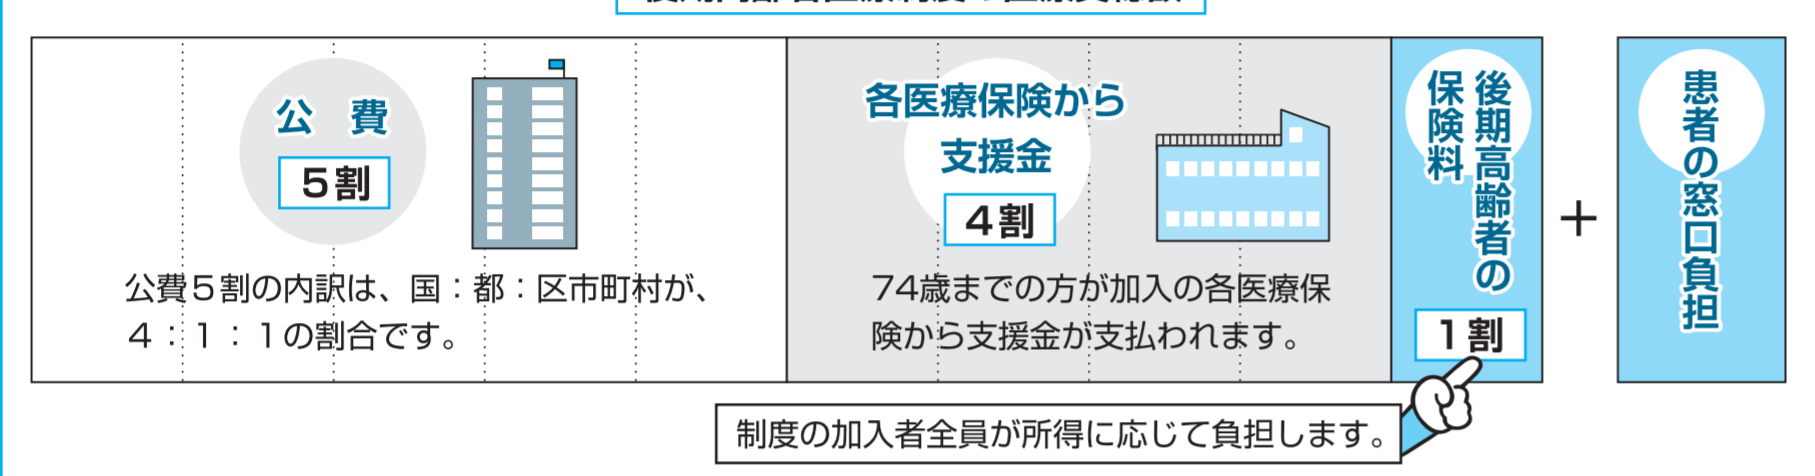 公　費
5割
公費5割の内訳は、国：都：区市町村が、
4：1：1の割合です。
各医療保険から
支援金
4割
74歳までの方が加入の各医療保
険から支援金が支払われます。
後期高齢者の
保険料
1割
＋
患者の窓口負担
制度の加入者全員が所得に応じて負担します。